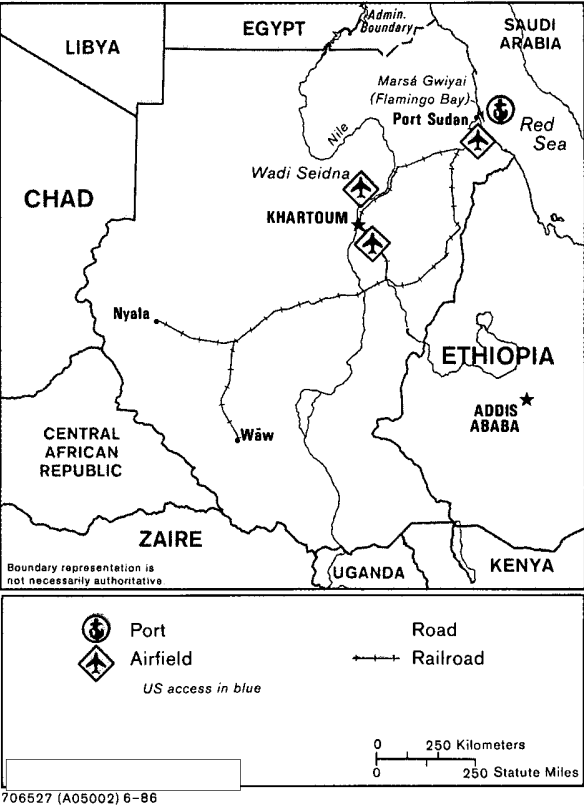 Admin.
Boundary
EGYPT
SAUDI
ARABIA
LIBYA
Marsá Gwiyai
(Flamingo Bay)
Port Sudan
Red
Sea
Nile
Wadi Seidna
CHAD
KHARTOUM
Nyala
ETHIOPIA
ADDIS
ABABA
Wāw
CENTRAL
AFRICAN
REPUBLIC
ZAIRE
UGANDA
KENYA
Boundary representation is
not necessarily authoritative
Port
Road
Airfield
Railroad
US access in blue
0 250 Kilometers
0 250 Statute Miles
706527 (A05002) 6-86